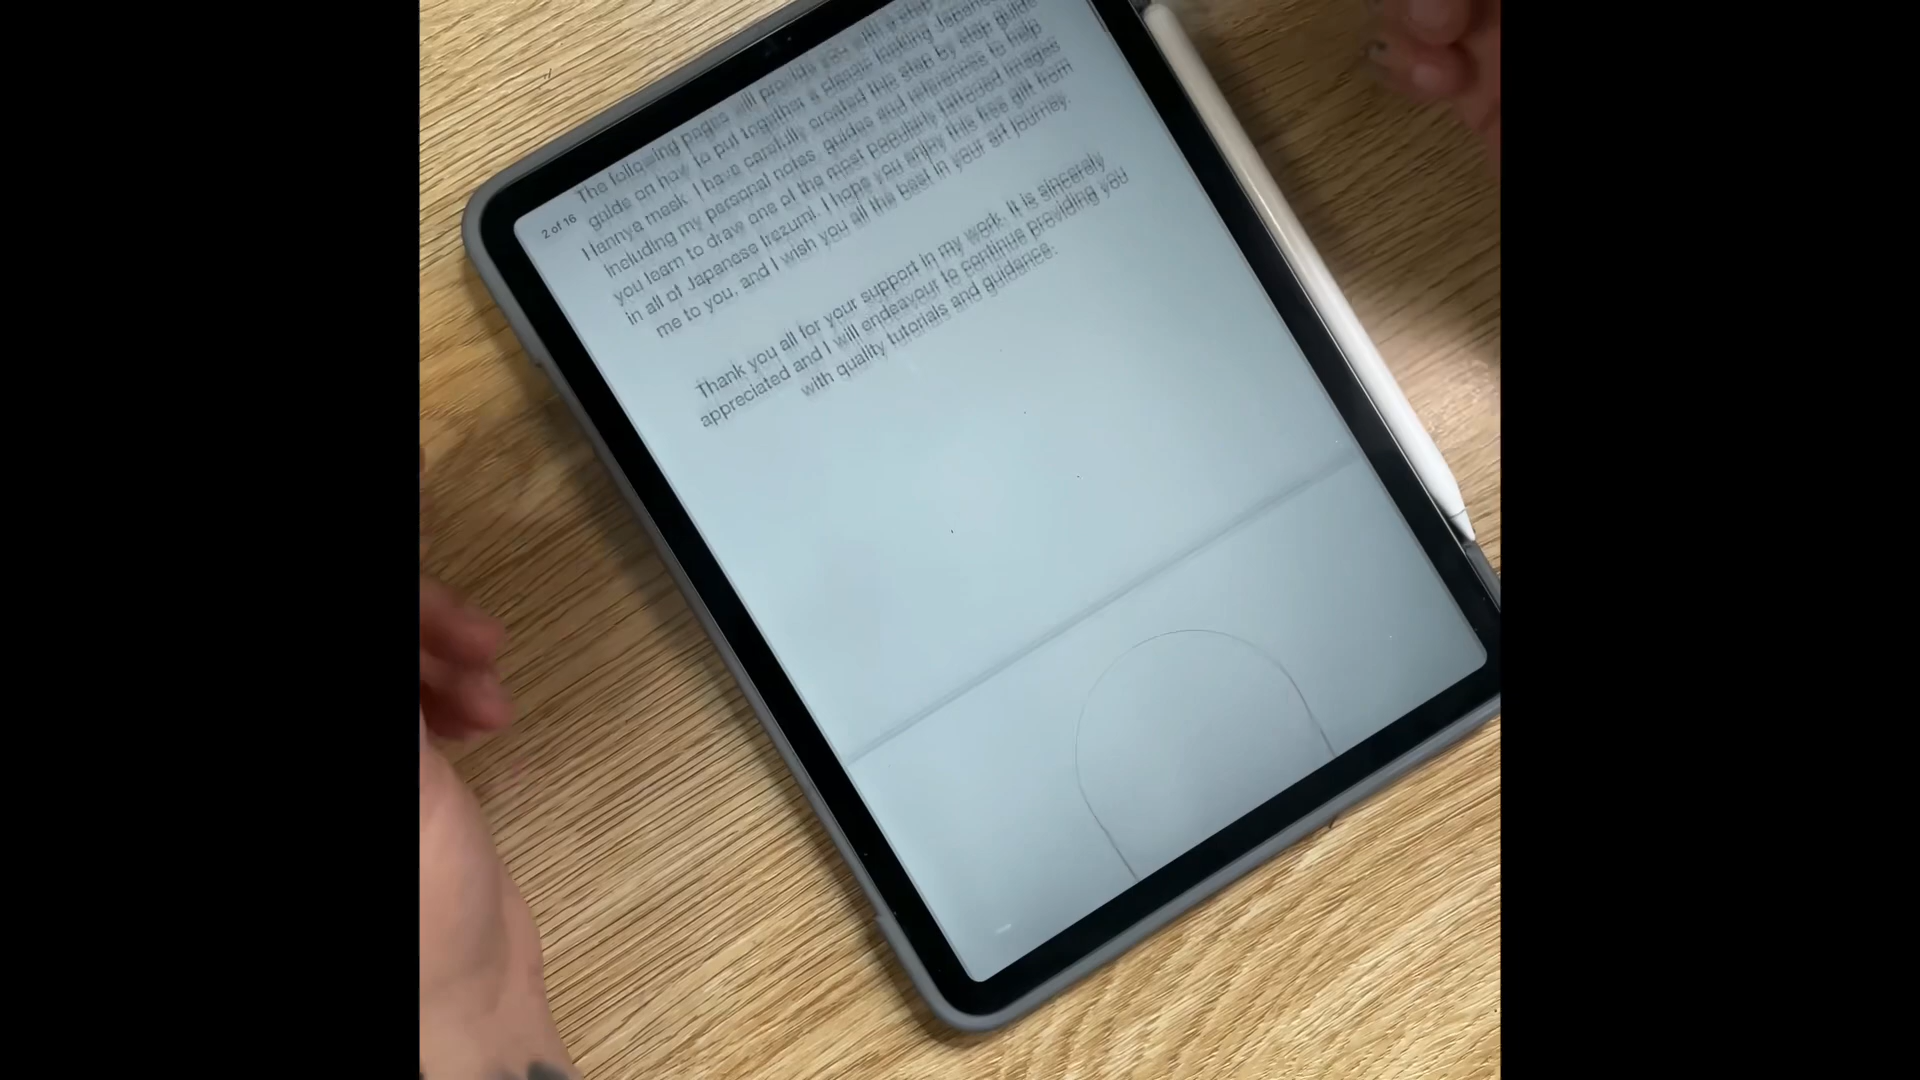 The following pages will provide you with a step
guide on how to put together a classic looking Japanese
Hannya mask. I have carefully created this step by step guide
including my personal notes, guides and references to help
you learn to draw one of the most popularly tattooed images
in all of Japanese Irezumi. I hope you enjoy this free gift from
me to you, and I wish you all the best in your art journey.
Thank you all for your support in my work. It is sincerely
appreciated and I will endeavour to continue providing you
with quality tutorials and guidance.
2 of 16